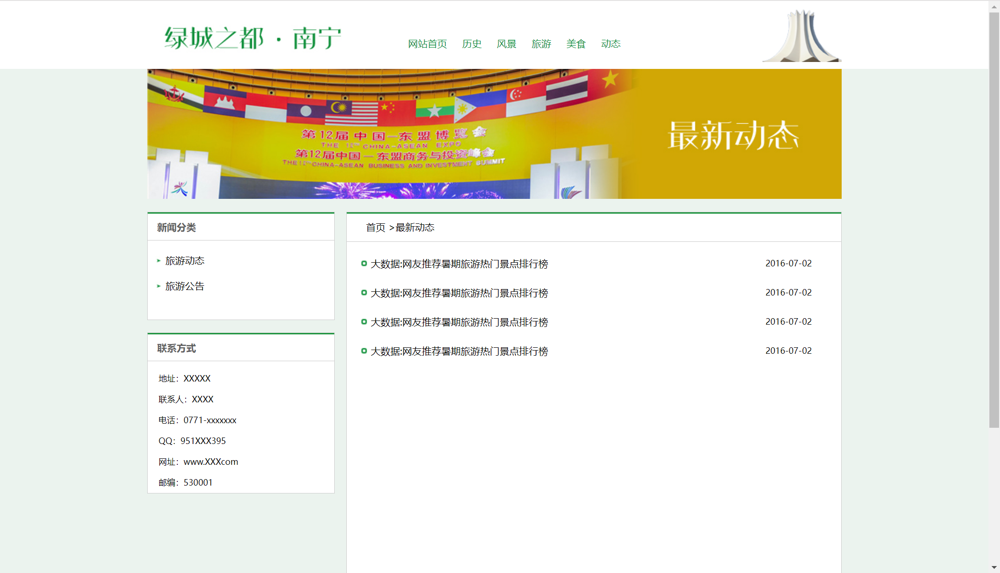 绿城之都·南宁
网站首页 历史 风景 旅游 美食 动态
第12届中国-东盟博览会
THE 12TH CHINA-ASEAN EXPO
第12届中国-东盟商务与投资峰会
THE 12TH CHINA-ASEAN BUSINESS AND INVESTMENT SUMMIT
最新动态
新闻分类
旅游动态
旅游公告
联系方式
地址：XXXXX
联系人：XXXX
电话：0771-xxxxxxx
QQ：951XXX395
网址：www.XXXcom
邮编：530001
首页 >最新动态
大数据:网友推荐暑期旅游热门景点排行榜 2016-07-02
大数据:网友推荐暑期旅游热门景点排行榜 2016-07-02
大数据:网友推荐暑期旅游热门景点排行榜 2016-07-02
大数据:网友推荐暑期旅游热门景点排行榜 2016-07-02